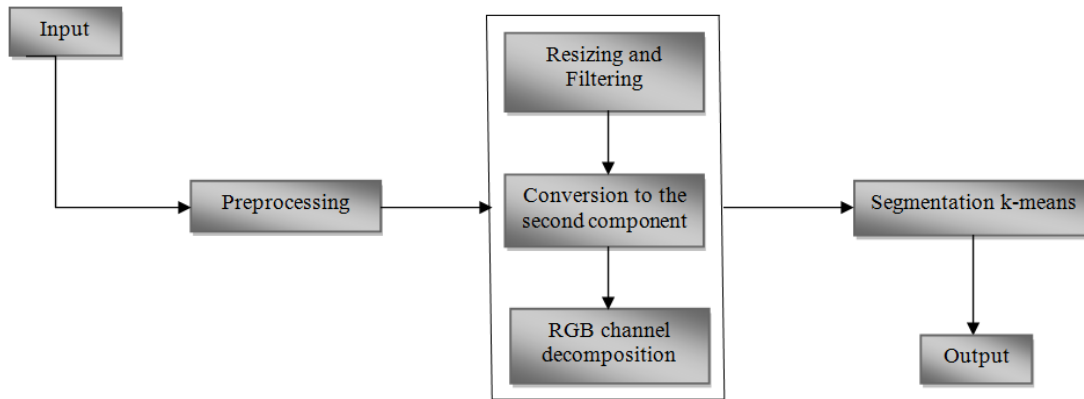 Input
Preprocessing
Resizing and
Filtering
Conversion to the
second component
RGB channel
decomposition
Segmentation k-means
Output